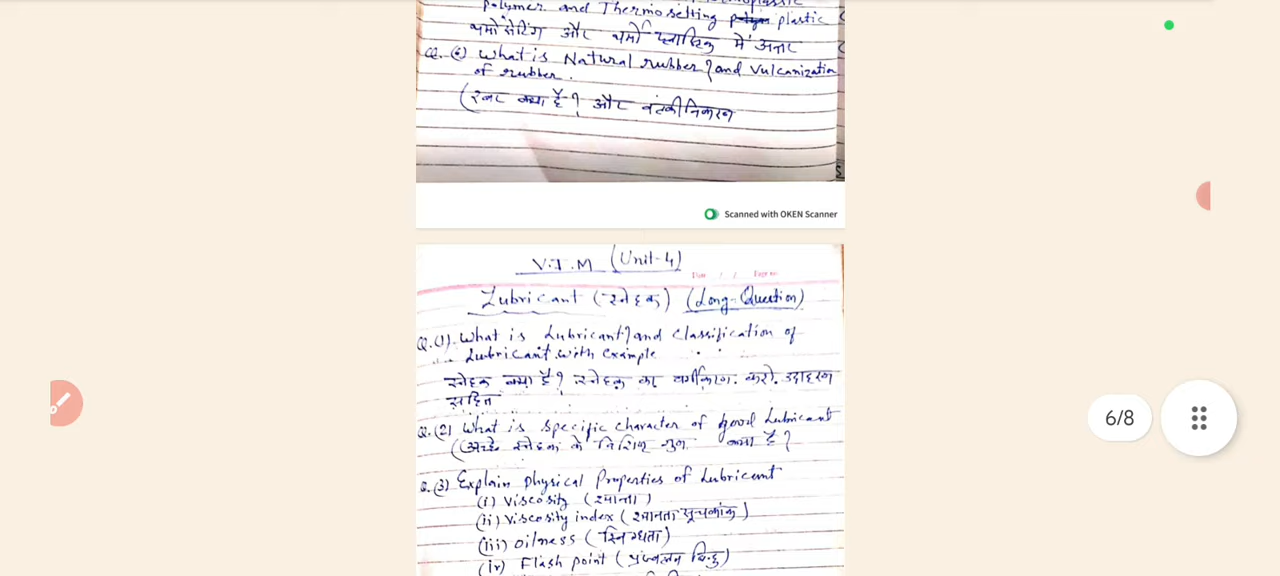 polymer and Thermosetting plastic
थर्मोसेटिंग और थर्मो प्लास्टिक में अन्तर
Q. (6) What is Natural rubber? and Vulcanization
of rubber.
(रबर क्या है? और
Scanned with OKEN Scanner
V.I.M (Unit-4)
Date / / Page no.
Lubricant (स्नेहक) (Long-Question)
Q.(1). What is Lubricant? and Classification of
Lubricant with example
स्नेहक क्या है? स्नेहक का वर्गीकरण. करो. उदाहरण
सहित
Q.(2) What is specific character of good Lubricant
(अच्छे स्नेहक के गुण क्या है?
Q.(3) Explain Physical Properties of Lubricant
(i) Viscosity (श्यानता)
(ii) Viscosity index (श्यानता सूचकांक)
(iii) oilness (स्निग्धता)
(iv) Flash point (प्रज्वलन बिन्दु)
6/8